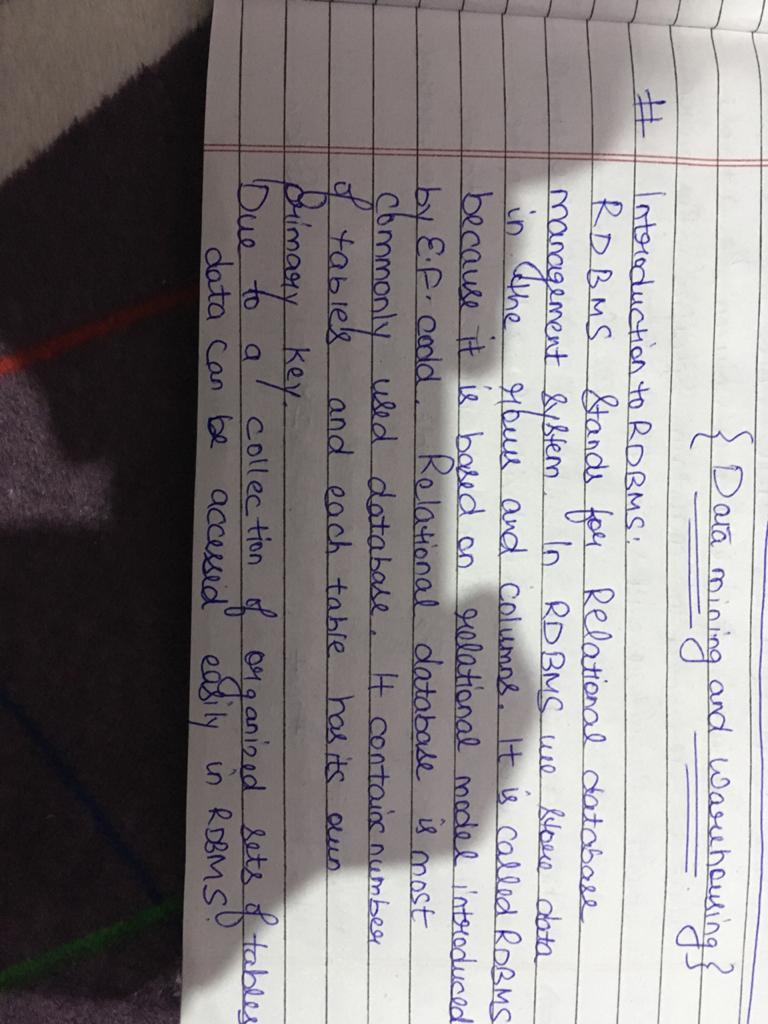 { Data mining and warehousing }
# Introduction to RDBMS:
RDBMS Stands for Relational database
management system. In RDBMS we store data
in the rows and columns. It is called RDBMS
because it is based on relational model introduced
by E.F. codd. Relational database is most
commonly used database. It contains number
of tables and each table has its own
Primary key.
Due to a collection of organized sets of tables
data can be accessed easily in RDBMS.